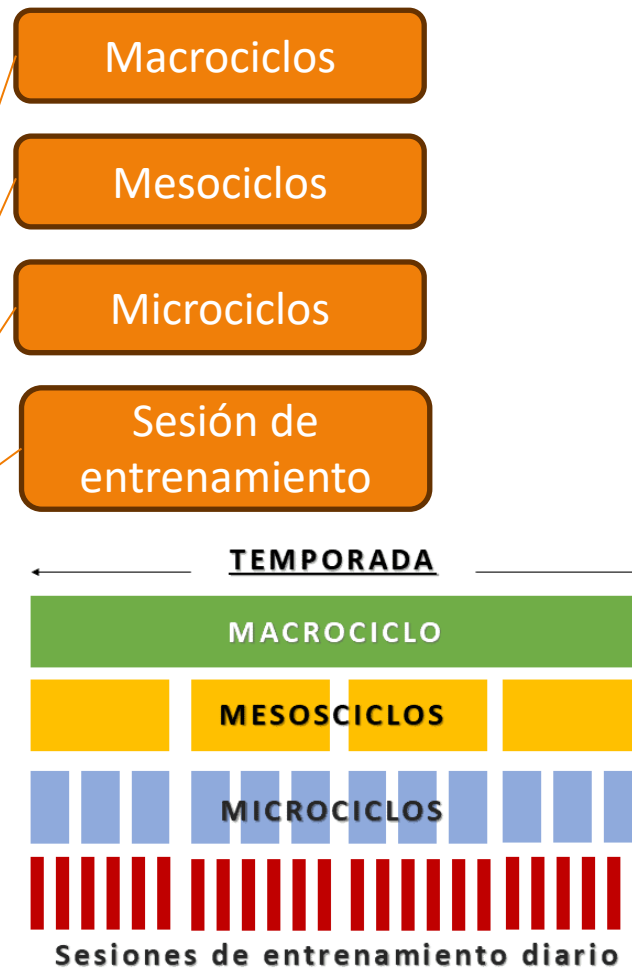 Macrociclos
Mesociclos
Microciclos
Sesión de
entrenamiento
TEMPORADA
MACROCICLO
MESOSCICLOS
MICROCICLOS
Sesiones de entrenamiento diario